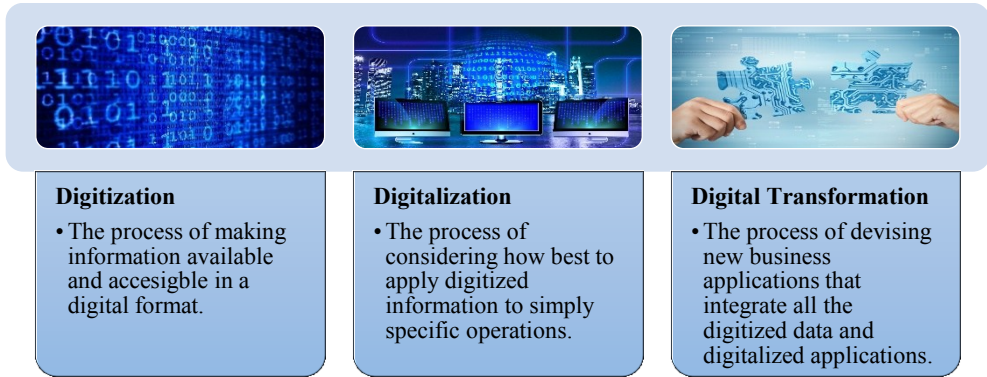 Digitization
• The process of making
information available
and accesigble in a
digital format.
Digitalization
• The process of
considering how best to
apply digitized
information to simply
specific operations.
Digital Transformation
• The process of devising
new business
applications that
integrate all the
digitized data and
digitalized applications.